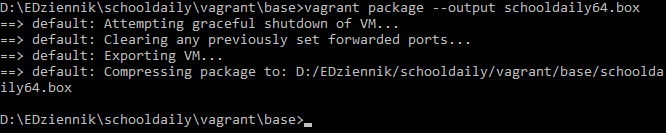 D:\EDziennik\schooldaily\vagrant\base>vagrant package --output schooldaily64.box
==> default: Attempting graceful shutdown of VM...
==> default: Clearing any previously set forwarded ports...
==> default: Exporting VM...
==> default: Compressing package to: D:/EDziennik/schooldaily/vagrant/base/schoolda
ily64.box
D:\EDziennik\schooldaily\vagrant\base>_